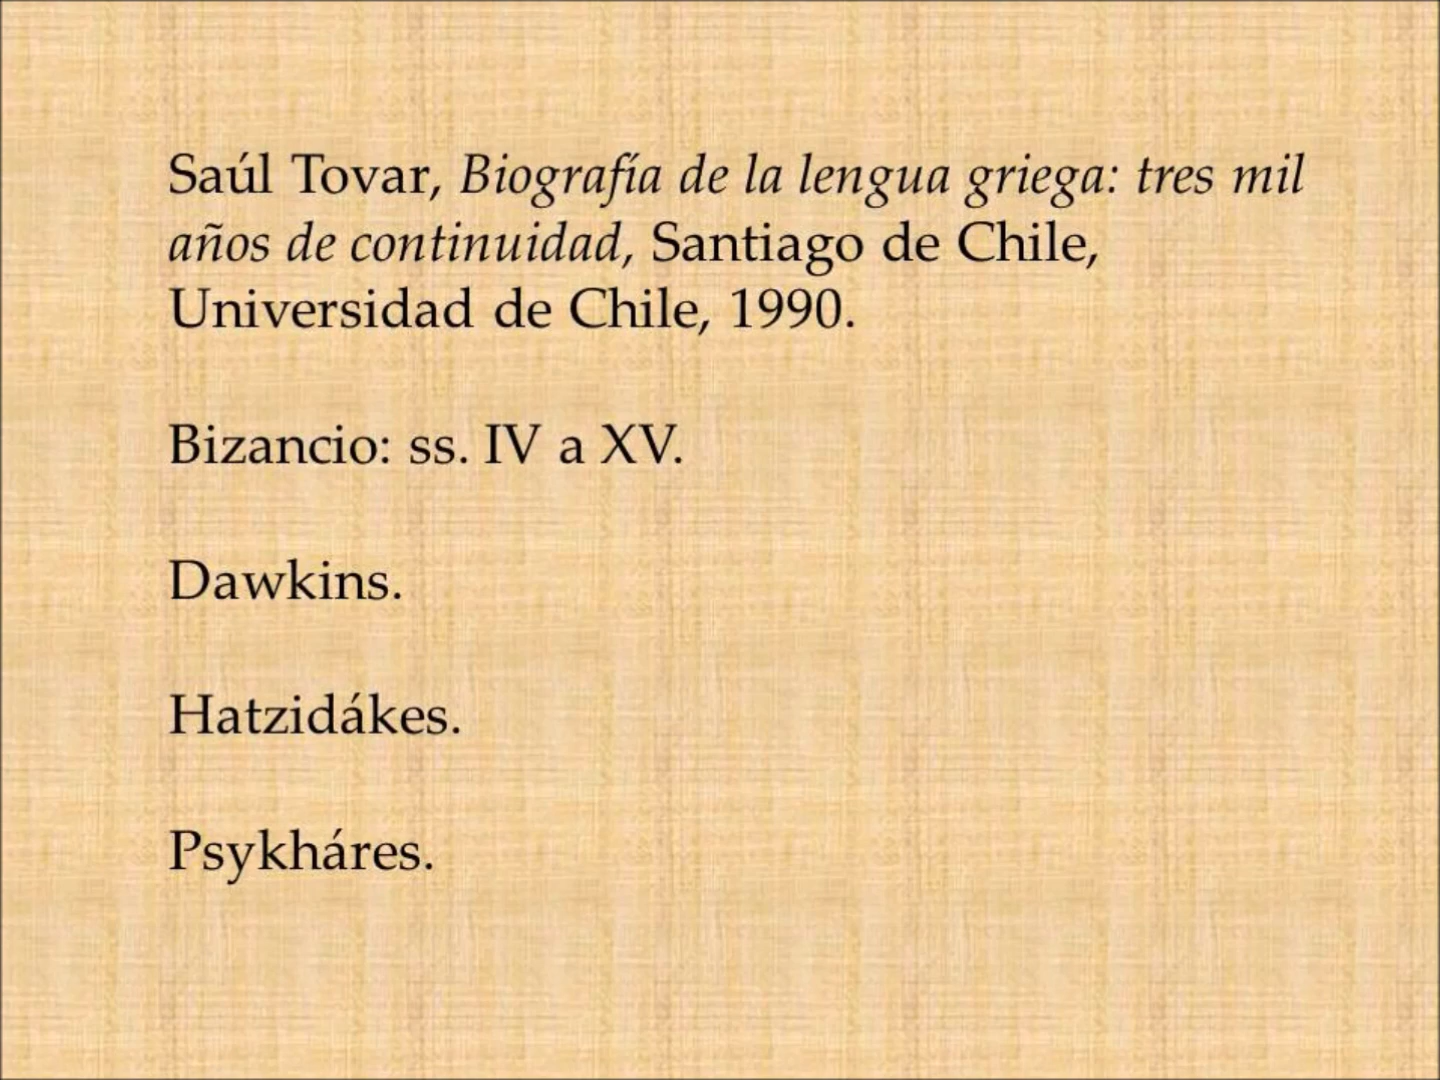 Saúl Tovar, Biografía de la lengua griega: tres mil
años de continuidad, Santiago de Chile,
Universidad de Chile, 1990.
Bizancio: ss. IV a XV.
Dawkins.
Hatzidákes.
Psykháres.